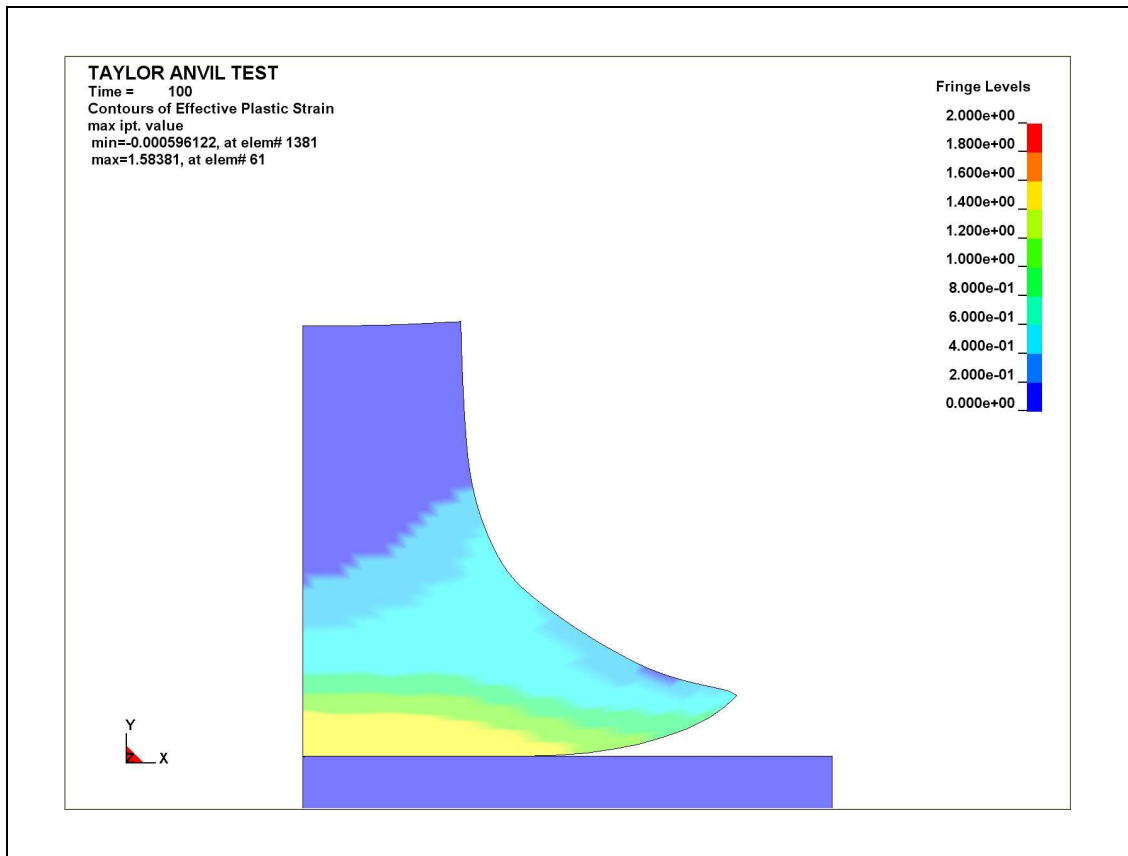 TAYLOR ANVIL TEST
Time = 100
Contours of Effective Plastic Strain
max ipt. value
min=-0.000596122, at elem# 1381
max=1.58381, at elem# 61
Fringe Levels
2.000e+00
1.800e+00
1.600e+00
1.400e+00
1.200e+00
1.000e+00
8.000e-01
6.000e-01
4.000e-01
2.000e-01
0.000e+00
Y
X